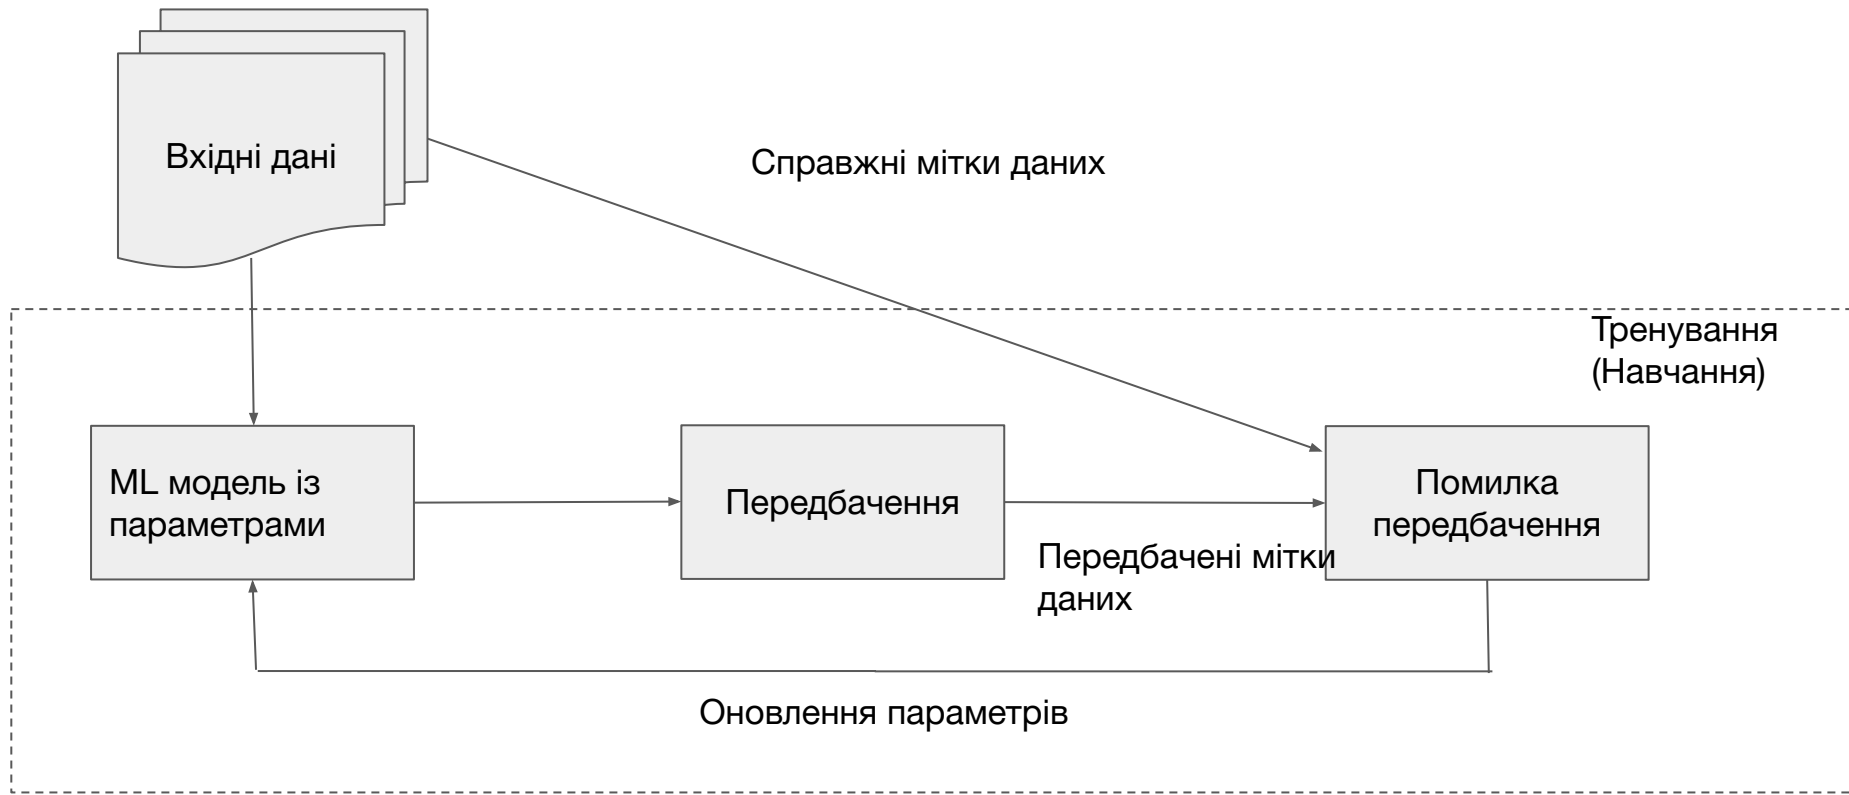 Вхідні дані
Справжні мітки даних
Тренування
(Навчання)
ML модель із
параметрами
Передбачення
Помилка
передбачення
Передбачені мітки
даних
Оновлення параметрів